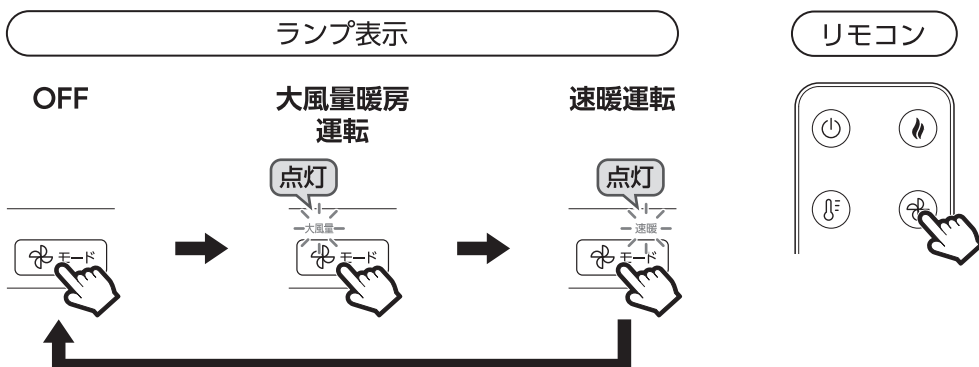 ランプ表示
リモコン
OFF
大風量暖房
運転
速暖運転
点灯
点灯
大風量
速暖
モード
モード
モード